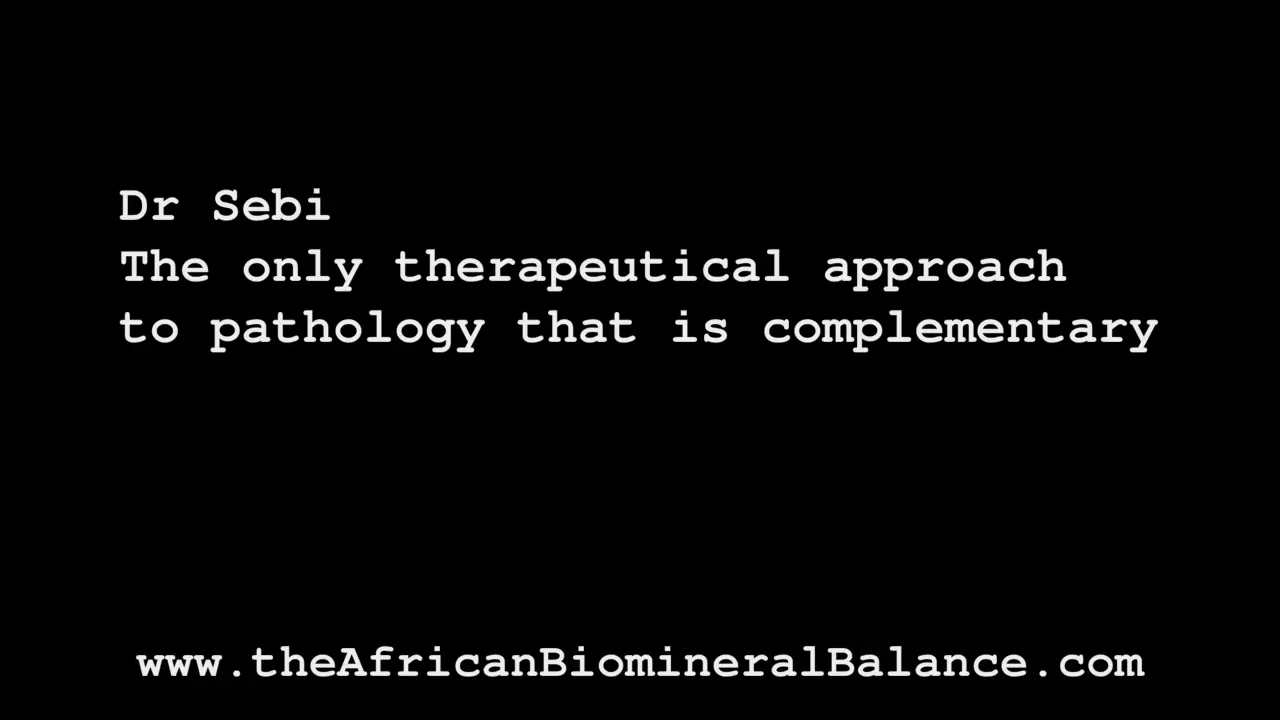 Dr Sebi
The only therapeutical approach
to pathology that is complementary
www.theAfricanBiomineralBalance.com